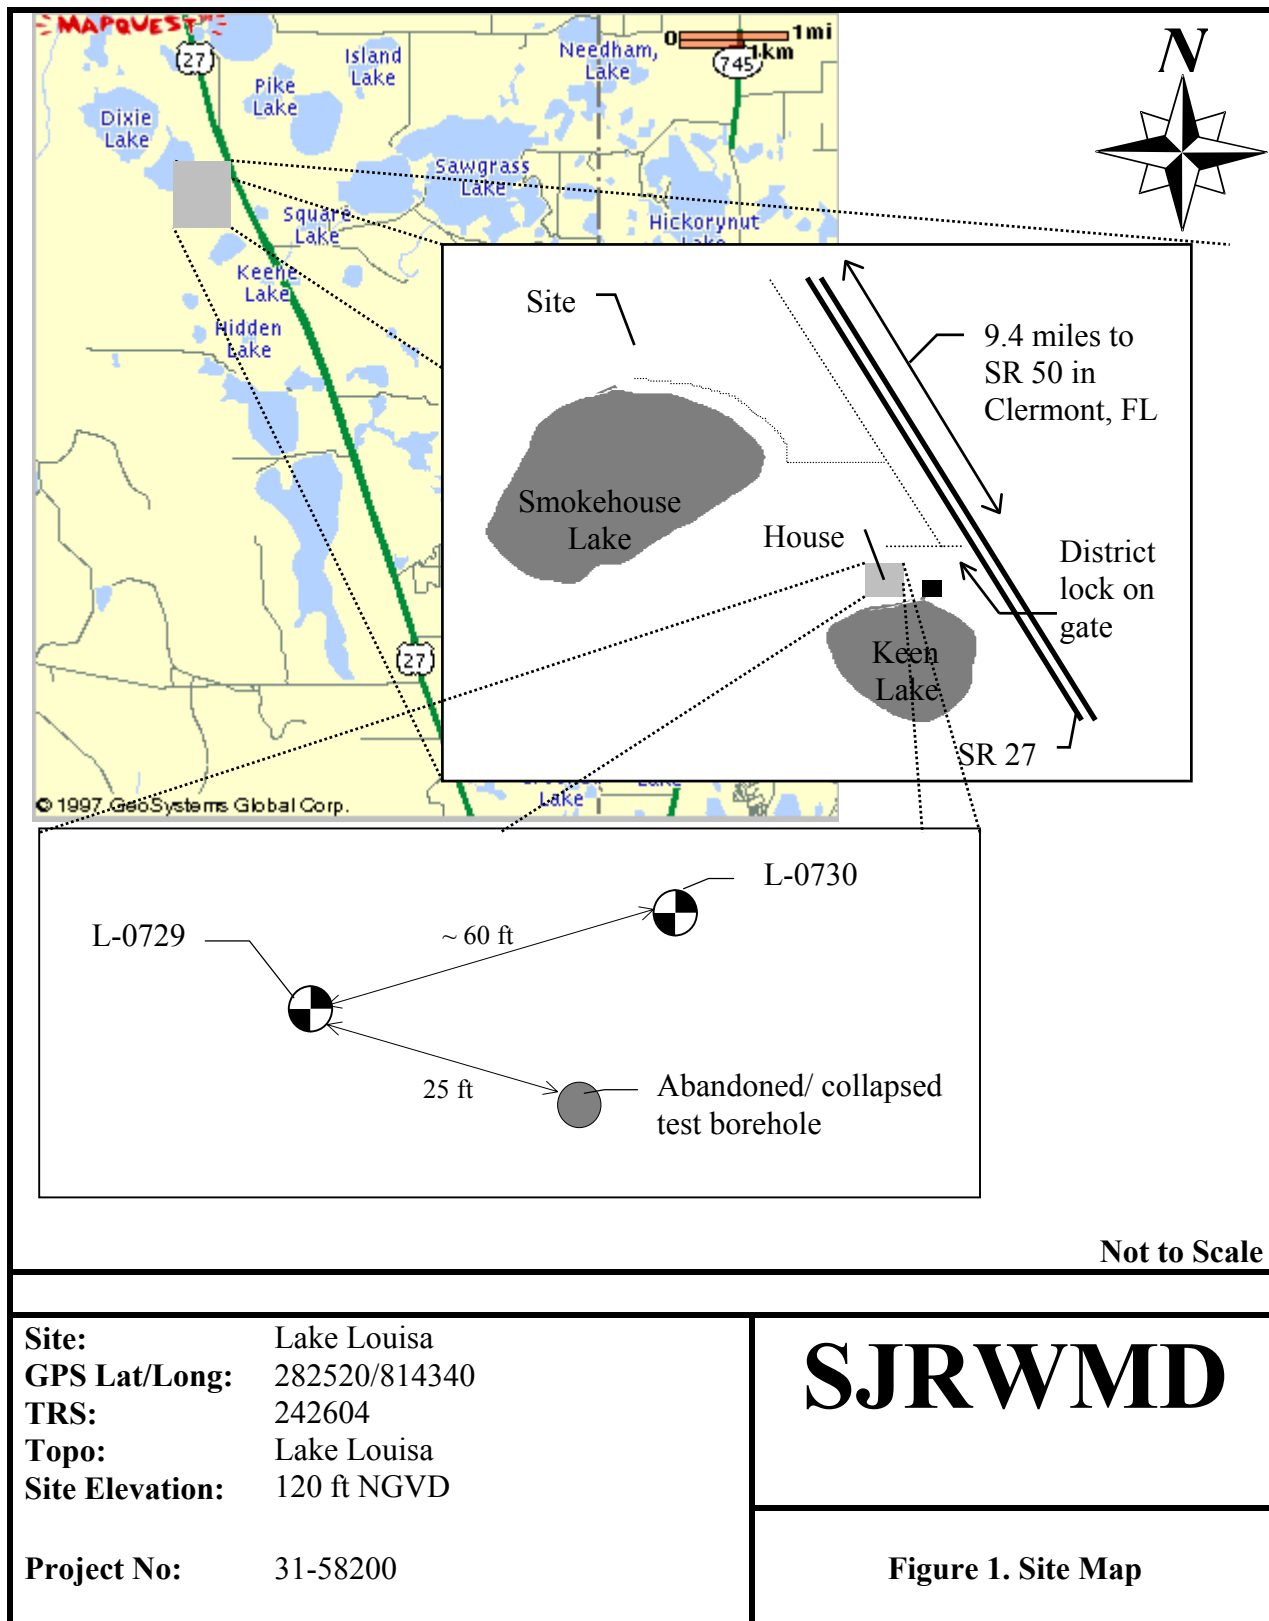 MAPQUEST
27
Island
Lake
Needham,
Lake
0
1mi
1km
745
N
Pike
Lake
Dixie
Lake
Sawgrass
Lake
Square
Lake
Hickorynut
Lake
Keene
Lake
Hidden
Lake
27
Lake
Lake
© 1997 GeoSystems Global Corp.
Site
9.4 miles to
SR 50 in
Clermont, FL
Smokehouse
Lake
House
District
lock on
gate
Keen
Lake
SR 27
L-0730
L-0729
~ 60 ft
25 ft
Abandoned/ collapsed
test borehole
Not to Scale
Site: Lake Louisa
GPS Lat/Long: 282520/814340
TRS: 242604
Topo: Lake Louisa
Site Elevation: 120 ft NGVD
Project No: 31-58200
SJRWMD
Figure 1. Site Map